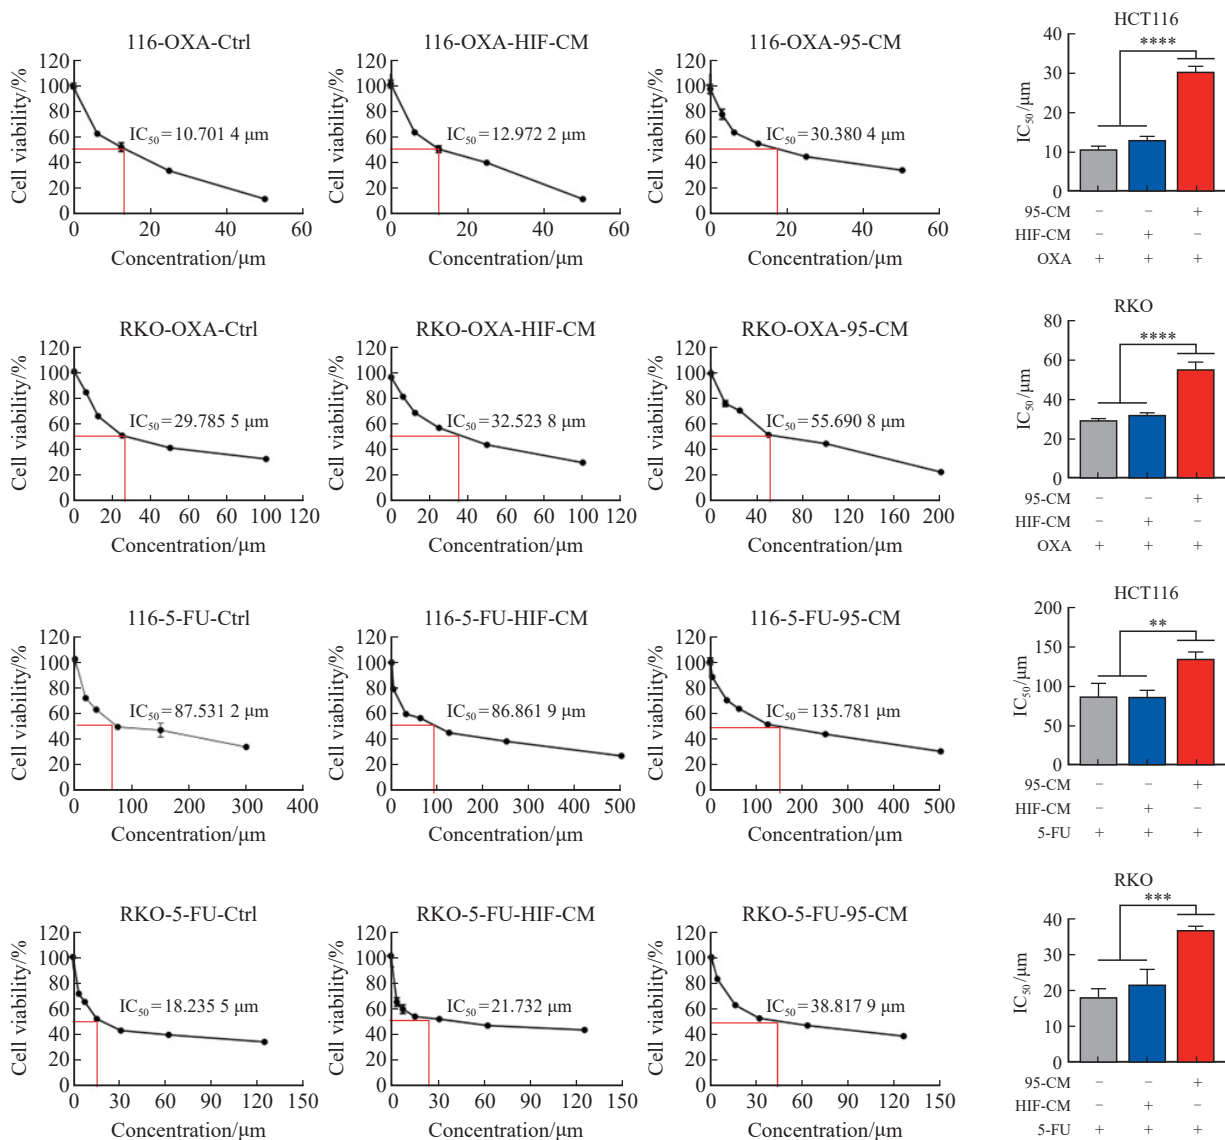 116-OXA-Ctrl
Cell viability/%
120
100
80
60
40
20
0
IC50=10.701 4 μm
0 20 40 60
Concentration/μm
116-OXA-HIF-CM
Cell viability/%
120
100
80
60
40
20
0
IC50=12.972 2 μm
0 20 40 60
Concentration/μm
116-OXA-95-CM
Cell viability/%
120
100
80
60
40
20
0
IC50=30.380 4 μm
0 20 40 60
Concentration/μm
HCT116
IC50/μm
40
30
20
10
0
****
95-CM − − +
HIF-CM − + −
OXA + + +
RKO-OXA-Ctrl
Cell viability/%
120
100
80
60
40
20
0
IC50=29.785 5 μm
0 20 40 60 80 100 120
Concentration/μm
RKO-OXA-HIF-CM
Cell viability/%
120
100
80
60
40
20
0
IC50=32.523 8 μm
0 20 40 60 80 100 120
Concentration/μm
RKO-OXA-95-CM
Cell viability/%
120
100
80
60
40
20
0
IC50=55.690 8 μm
0 40 80 120 160 200
Concentration/μm
RKO
IC50/μm
80
60
40
20
0
****
95-CM − − +
HIF-CM − + −
OXA + + +
116-5-FU-Ctrl
Cell viability/%
120
100
80
60
40
20
0
IC50=87.531 2 μm
0 100 200 300 400
Concentration/μm
116-5-FU-HIF-CM
Cell viability/%
120
100
80
60
40
20
0
IC50=86.861 9 μm
0 100 200 300 400 500
Concentration/μm
116-5-FU-95-CM
Cell viability/%
120
100
80
60
40
20
0
IC50=135.781 μm
0 100 200 300 400 500
Concentration/μm
HCT116
IC50/μm
200
150
100
50
0
**
95-CM − − +
HIF-CM − + −
5-FU + + +
RKO-5-FU-Ctrl
Cell viability/%
120
100
80
60
40
20
0
IC50=18.235 5 μm
0 30 60 90 120 150
Concentration/μm
RKO-5-FU-HIF-CM
Cell viability/%
120
100
80
60
40
20
0
IC50=21.732 μm
0 30 60 90 120 150
Concentration/μm
RKO-5-FU-95-CM
Cell viability/%
120
100
80
60
40
20
0
IC50=38.817 9 μm
0 30 60 90 120 150
Concentration/μm
RKO
IC50/μm
40
30
20
10
0
***
95-CM − − +
HIF-CM − + −
5-FU + + +